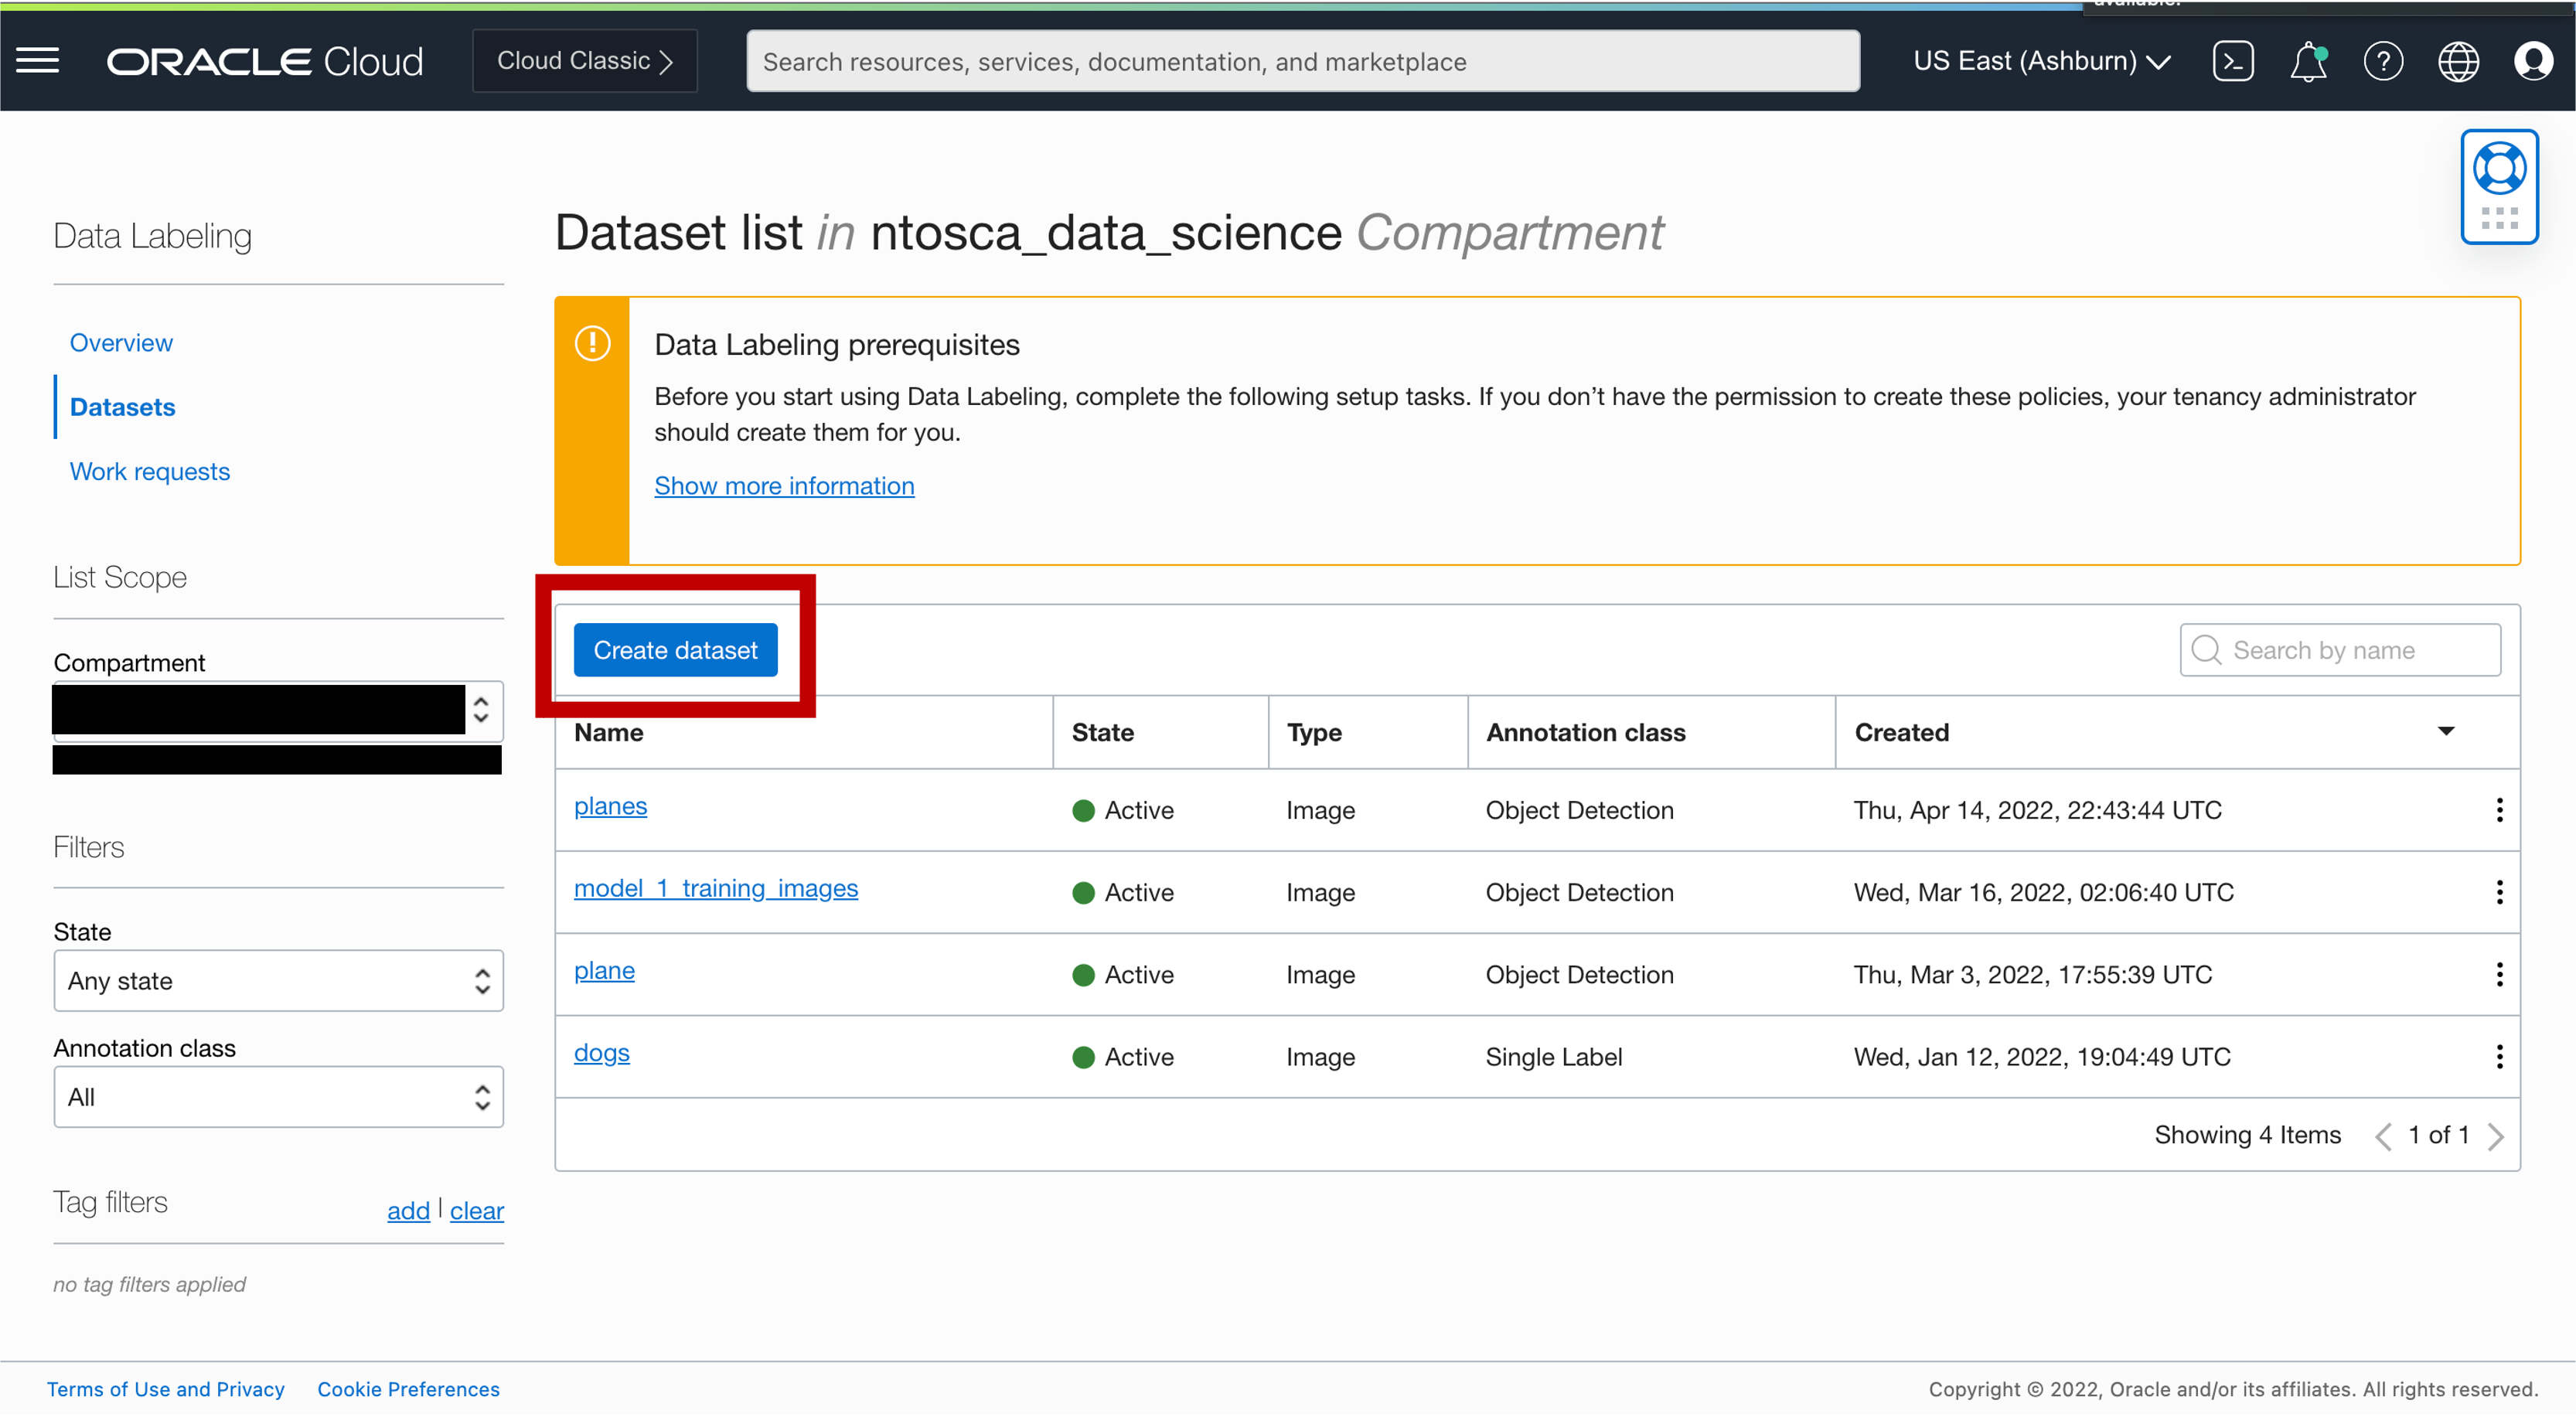 ORACLE Cloud
Cloud Classic
Search resources, services, documentation, and marketplace
US East (Ashburn)
Data Labeling
Overview
Datasets
Work requests
List Scope
Compartment
Filters
State
Any state
Annotation class
All
Tag filters
add | clear
no tag filters applied
Dataset list in ntosca_data_science Compartment
Data Labeling prerequisites
Before you start using Data Labeling, complete the following setup tasks. If you don’t have the permission to create these policies, your tenancy administrator
should create them for you.
Show more information
Create dataset
Search by name
Name State Type Annotation class Created
planes Active Image Object Detection Thu, Apr 14, 2022, 22:43:44 UTC
model_1_training_images Active Image Object Detection Wed, Mar 16, 2022, 02:06:40 UTC
plane Active Image Object Detection Thu, Mar 3, 2022, 17:55:39 UTC
dogs Active Image Single Label Wed, Jan 12, 2022, 19:04:49 UTC
Showing 4 Items 1 of 1
Terms of Use and Privacy Cookie Preferences
Copyright © 2022, Oracle and/or its affiliates. All rights reserved.